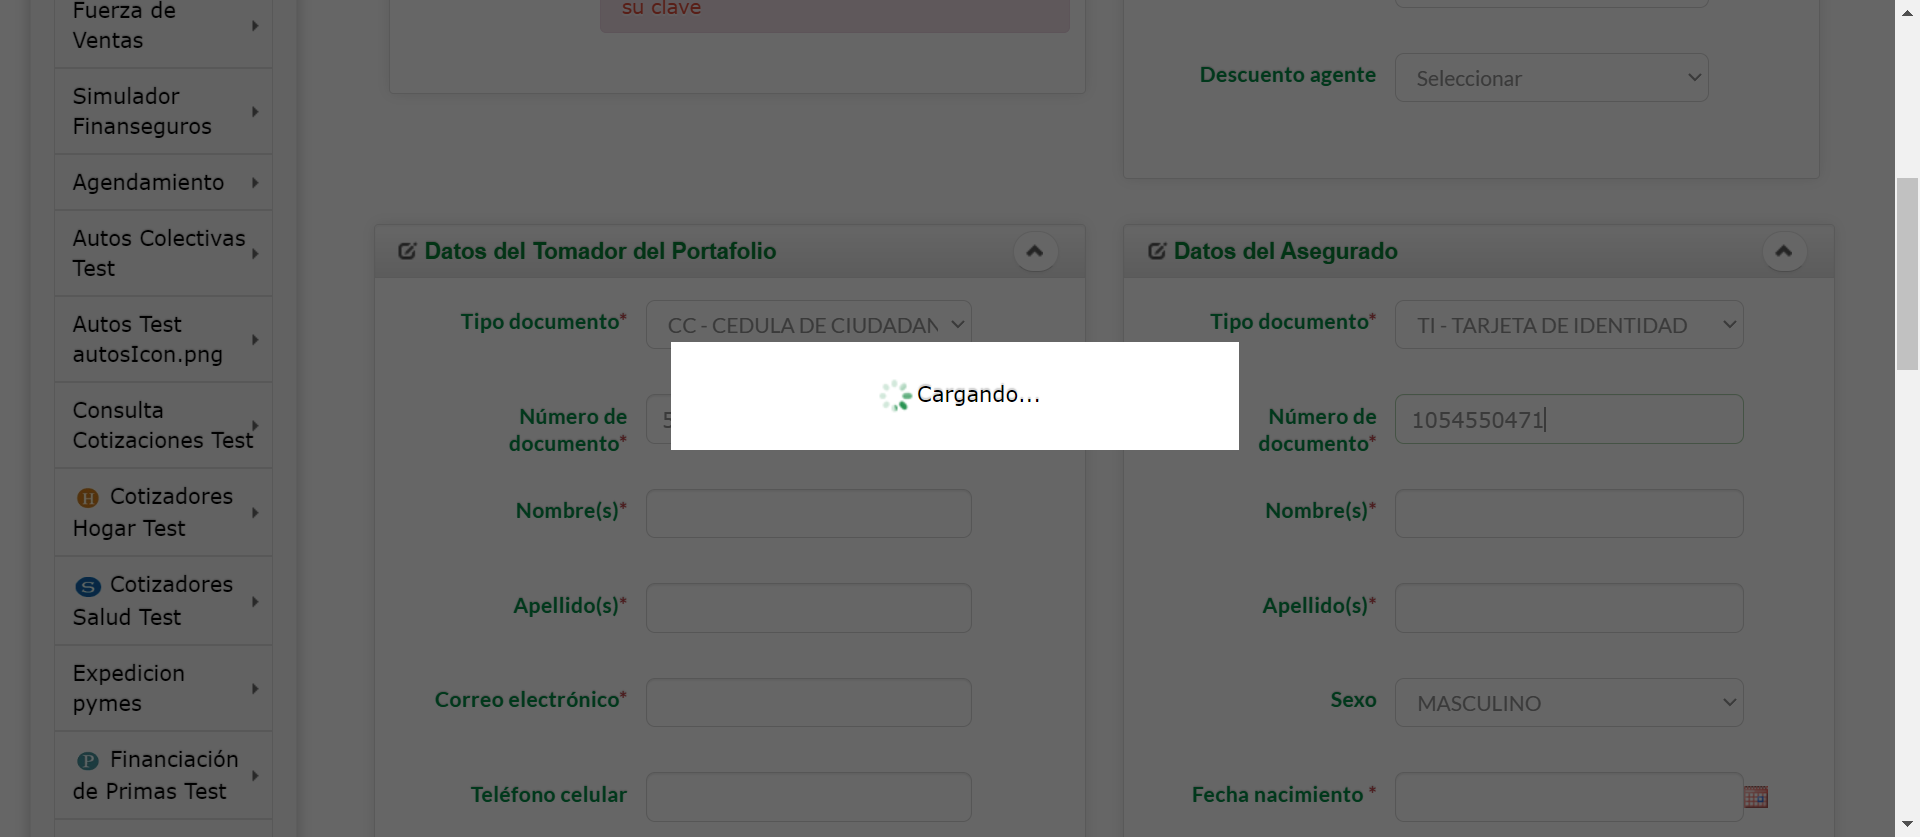 Fuerza de
Ventas
Simulador
Finanseguros
Agendamiento
Autos Colectivas
Test
Autos Test
autosIcon.png
Consulta
Cotizaciones Test
H Cotizadores
Hogar Test
S Cotizadores
Salud Test
Expedicion
pymes
P Financiación
de Primas Test
su clave
Descuento agente
Seleccionar
Datos del Tomador del Portafolio
Tipo documento*
CC - CEDULA DE CIUDADAN
Número de
documento*
5
Nombre(s)*
Apellido(s)*
Correo electrónico*
Teléfono celular
Cargando...
Datos del Asegurado
Tipo documento*
TI - TARJETA DE IDENTIDAD
Número de
documento*
1054550471
Nombre(s)*
Apellido(s)*
Sexo
MASCULINO
Fecha nacimiento *